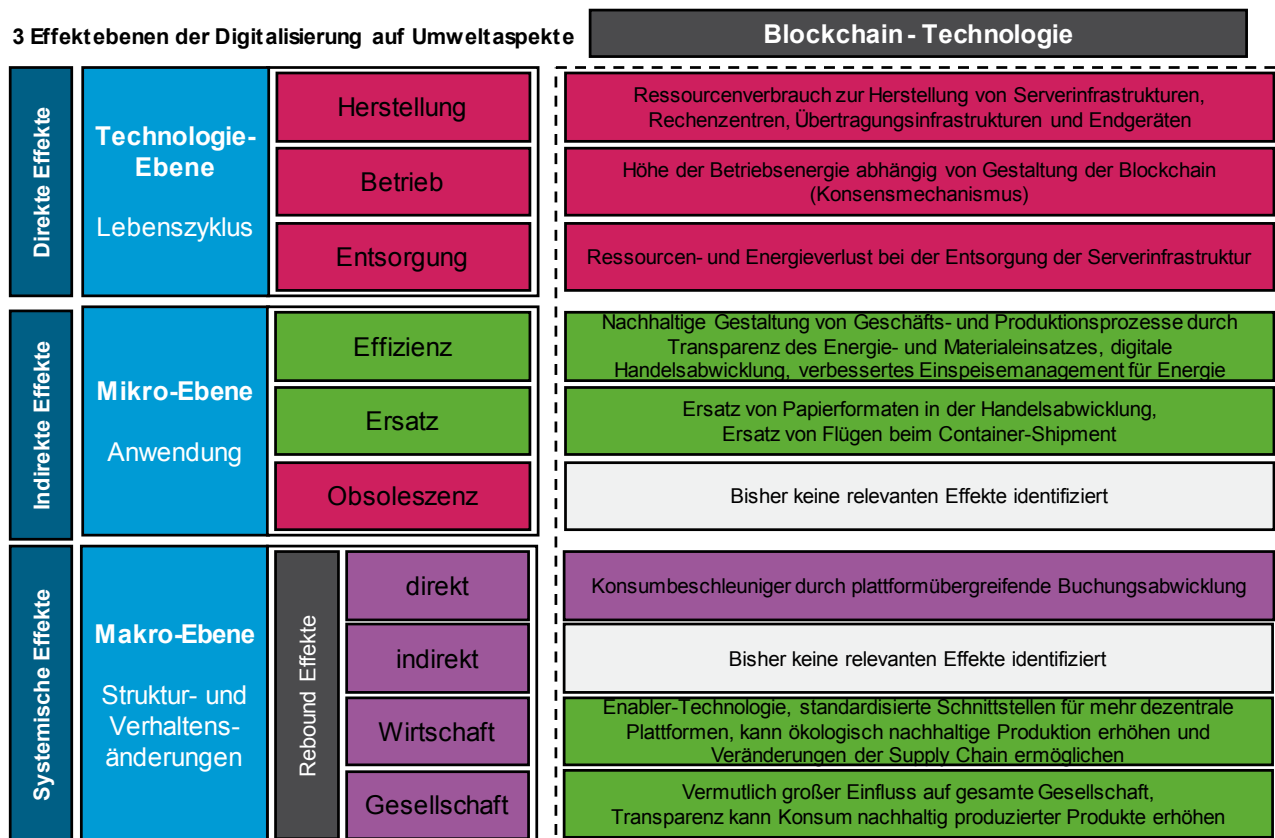 3 Effektebenen der Digitalisierung auf Umweltaspekte
Blockchain - Technologie
Direkte Effekte
Technologie-
Ebene
Lebenszyklus
Herstellung
Ressourcenverbrauch zur Herstellung von Serverinfrastrukturen,
Rechenzentren, Übertragungsinfrastrukturen und Endgeräten
Betrieb
Höhe der Betriebsenergie abhängig von Gestaltung der Blockchain
(Konsensmechanismus)
Entsorgung
Ressourcen- und Energieverlust bei der Entsorgung der Serverinfrastruktur
Indirekte Effekte
Mikro-Ebene
Anwendung
Effizienz
Nachhaltige Gestaltung von Geschäfts- und Produktionsprozesse durch
Transparenz des Energie- und Materialeinsatzes, digitale
Handelsabwicklung, verbessertes Einspeisemanagement für Energie
Ersatz
Ersatz von Papierformaten in der Handelsabwicklung,
Ersatz von Flügen beim Container-Shipment
Obsoleszenz
Bisher keine relevanten Effekte identifiziert
Systemische Effekte
Makro-Ebene
Struktur- und
Verhaltens-
änderungen
Rebound Effekte
direkt
Konsumbeschleuniger durch plattformübergreifende Buchungsabwicklung
indirekt
Bisher keine relevanten Effekte identifiziert
Wirtschaft
Enabler-Technologie, standardisierte Schnittstellen für mehr dezentrale
Plattformen, kann ökologisch nachhaltige Produktion erhöhen und
Veränderungen der Supply Chain ermöglichen
Gesellschaft
Vermutlich großer Einfluss auf gesamte Gesellschaft,
Transparenz kann Konsum nachhaltig produzierter Produkte erhöhen